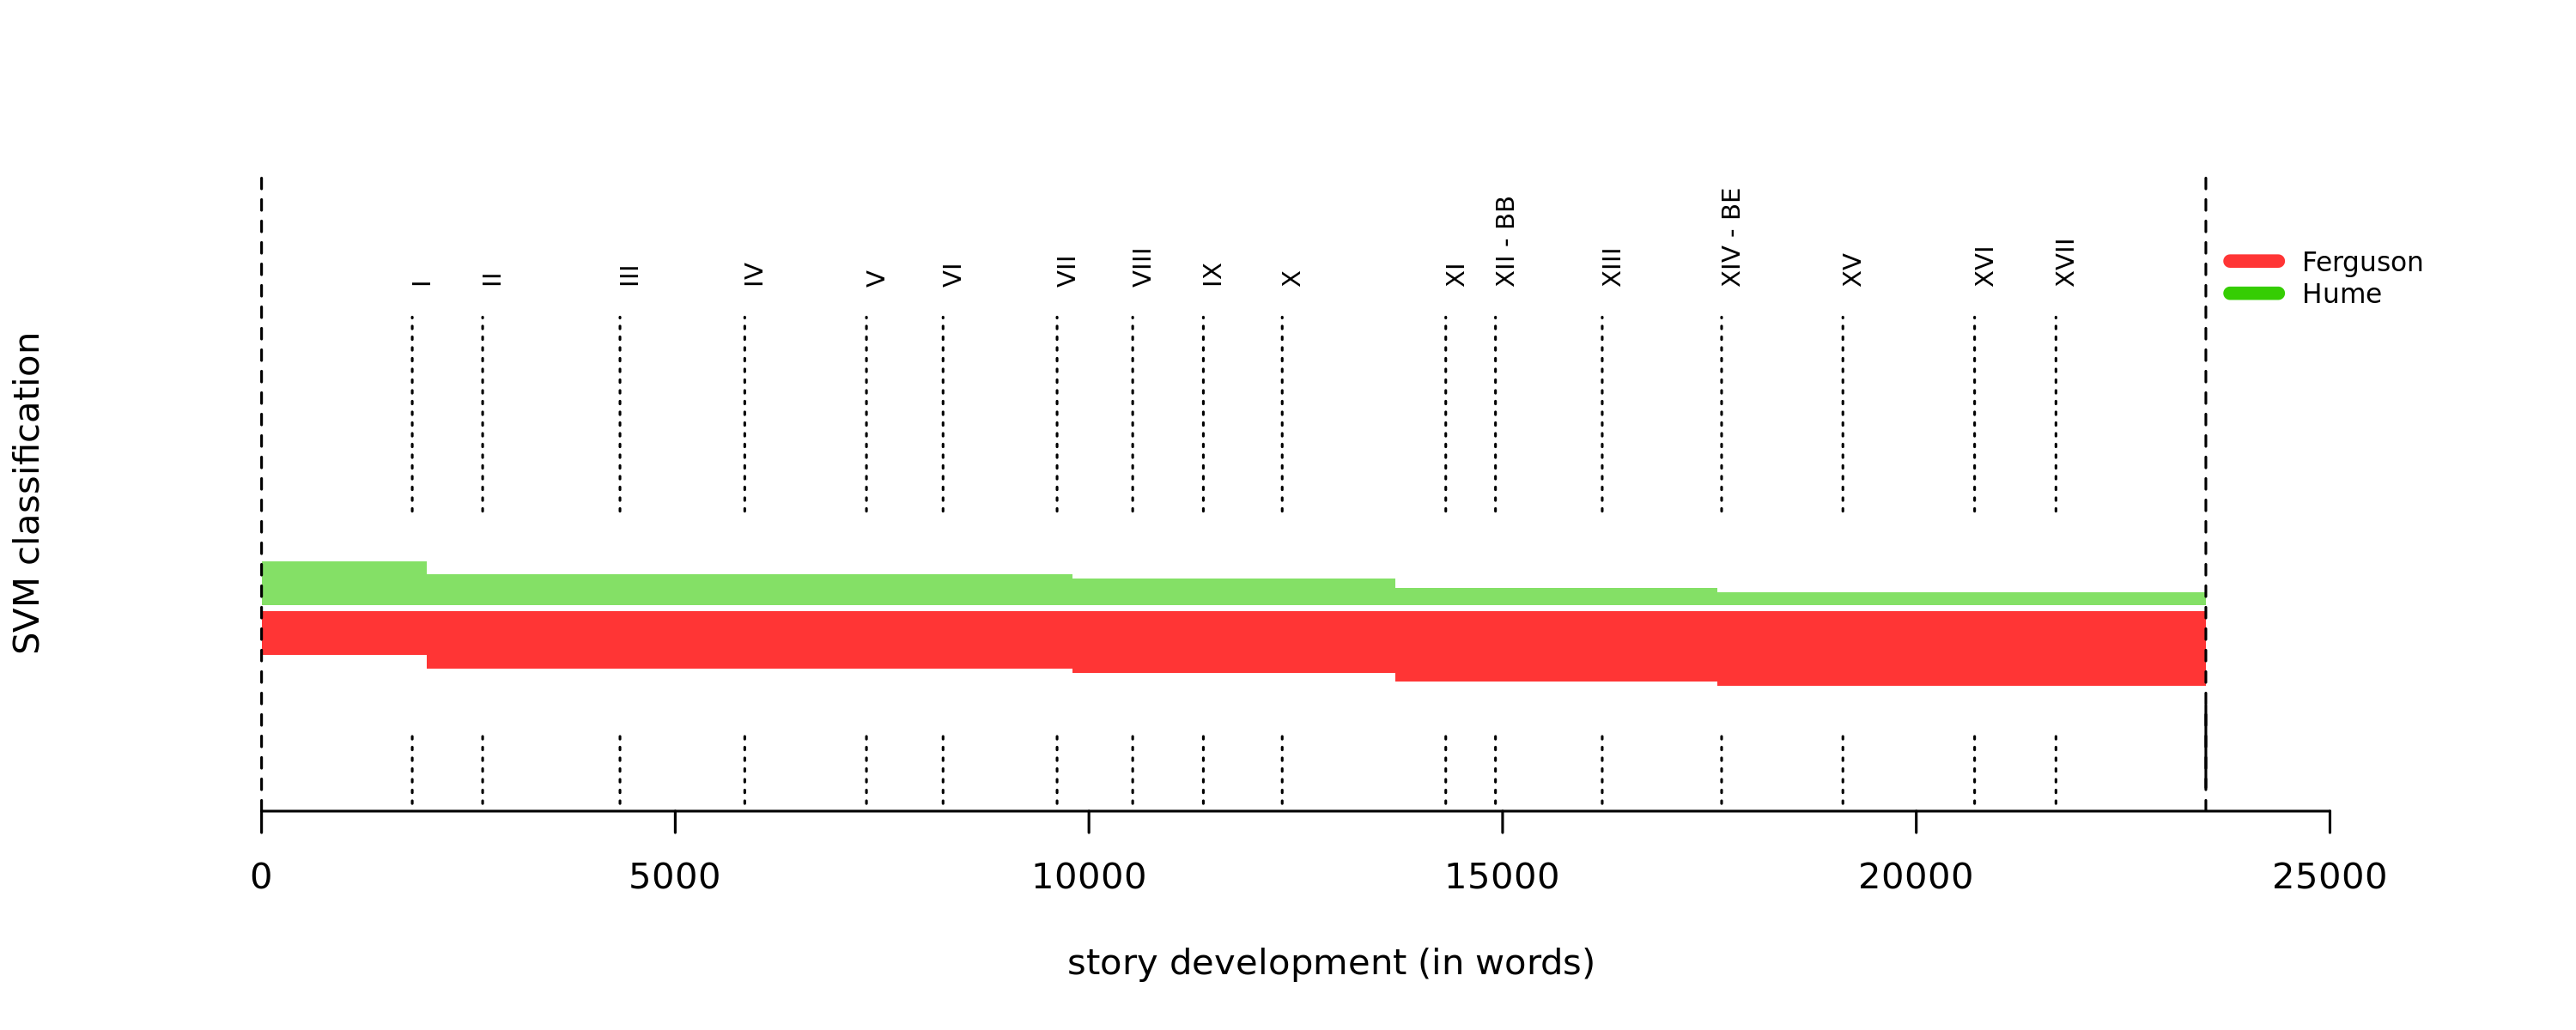 I
II
III
IV
V
VI
VII
VIII
IX
X
XI
XII - BB
XIII
XIV - BE
XV
XVI
XVII
Ferguson
Hume
SVM classification
0
5000
10000
15000
20000
25000
story development (in words)